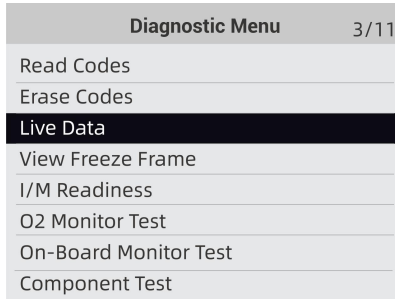 Diagnostic Menu 3/11
Read Codes
Erase Codes
Live Data
View Freeze Frame
I/M Readiness
O2 Monitor Test
On-Board Monitor Test
Component Test